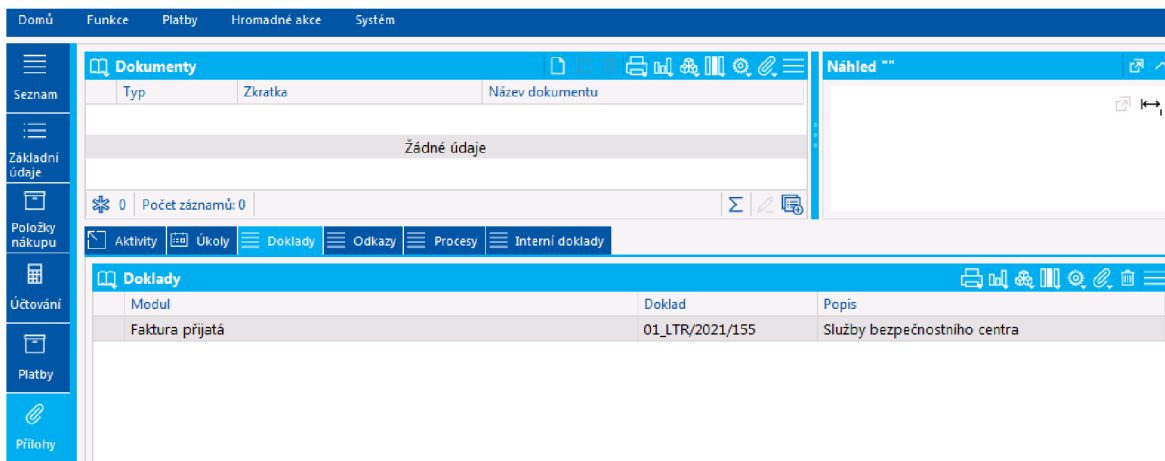 Domů Funkce Platby Hromadné akce Systém
Seznam
Základní
údaje
Položky
nákupu
Účtování
Platby
Přílohy
Dokumenty
Typ Zkratka Název dokumentu
Žádné údaje
0 Počet záznamů: 0
Náhled ""
Aktivity Úkoly Doklady Odkazy Procesy Interní doklady
Doklady
Modul Doklad Popis
Faktura přijatá 01_LTR/2021/155 Služby bezpečnostního centra